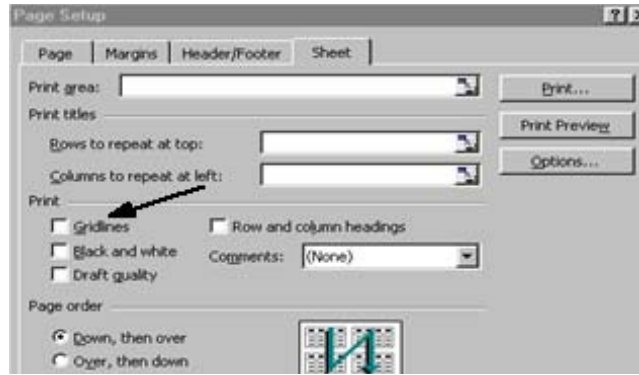 Page Setup
Page Margins Header/Footer Sheet
Print area:
Print...
Print titles
Print Preview
Rows to repeat at top:
Options...
Columns to repeat at left:
Print
Gridlines Row and column headings
Black and white Comments: (None)
Draft quality
Page order
Down, then over
Over, then down